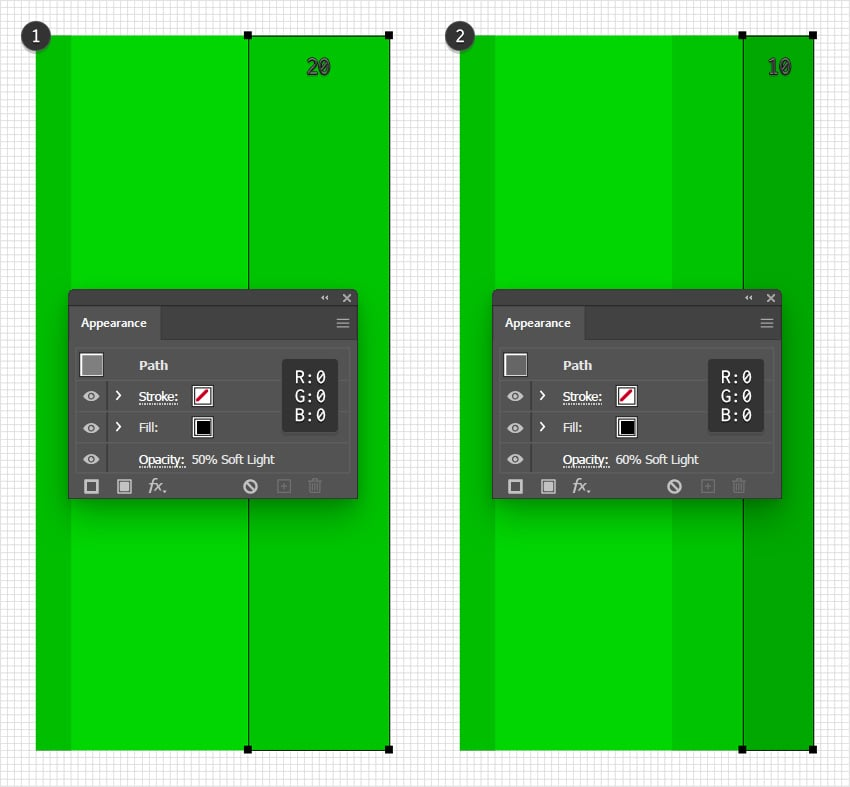 1
20
Appearance
Path
Stroke:
Fill:
Opacity: 50% Soft Light
R:0
G:0
B:0
fx
2
10
Appearance
Path
Stroke:
Fill:
Opacity: 60% Soft Light
R:0
G:0
B:0
fx